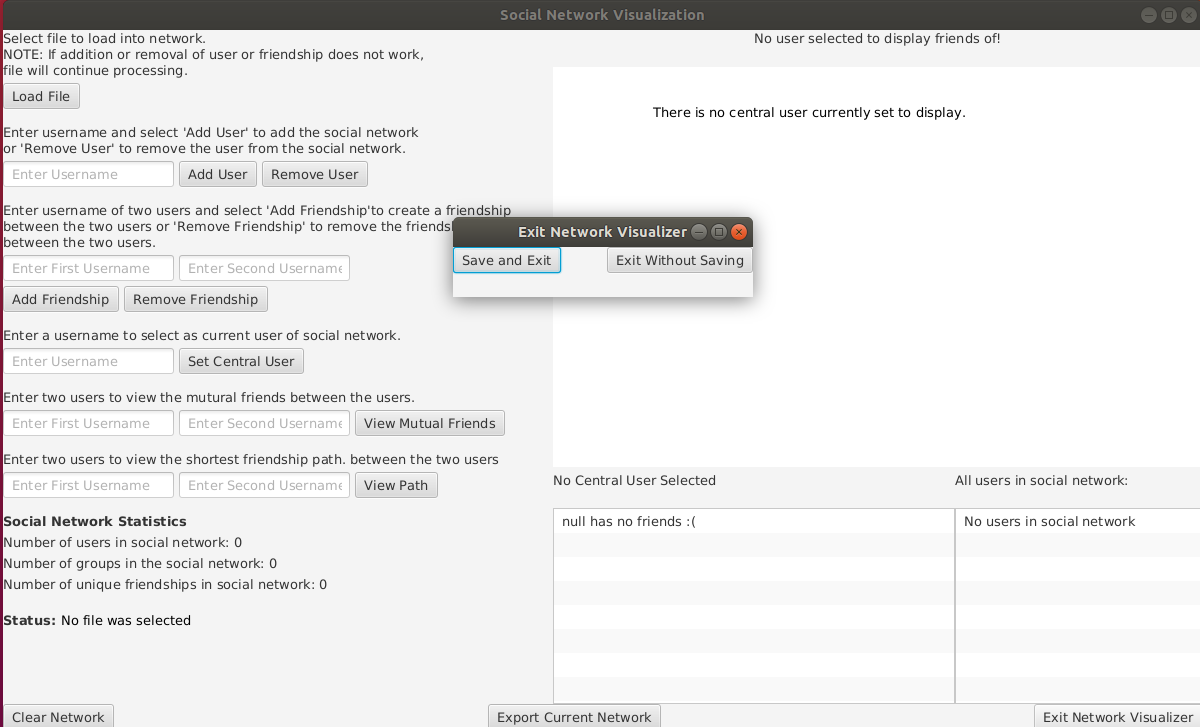 Social Network Visualization
Select file to load into network.
NOTE: If addition or removal of user or friendship does not work,
file will continue processing.
Load File
Enter username and select 'Add User' to add the social network
or 'Remove User' to remove the user from the social network.
Enter Username
Add User
Remove User
Enter username of two users and select 'Add Friendship'to create a friendship
between the two users or 'Remove Friendship' to remove the
between the two users.
Enter First Username
Enter Second Username
Add Friendship
Remove Friendship
Enter a username to select as current user of social network.
Enter Username
Set Central User
Enter two users to view the mutural friends between the users.
Enter First Username
Enter Second Username
View Mutual Friends
Enter two users to view the shortest friendship path. between the two users
Enter First Username
Enter Second Username
View Path
Social Network Statistics
Number of users in social network: 0
Number of groups in the social network: 0
Number of unique friendships in social network: 0
Status: No file was selected
Clear Network
Exit Network Visualizer
Save and Exit
Exit Without Saving
No user selected to display friends of!
There is no central user currently set to display.
No Central User Selected
All users in social network:
null has no friends :(
No users in social network
Export Current Network
Exit Network Visualizer